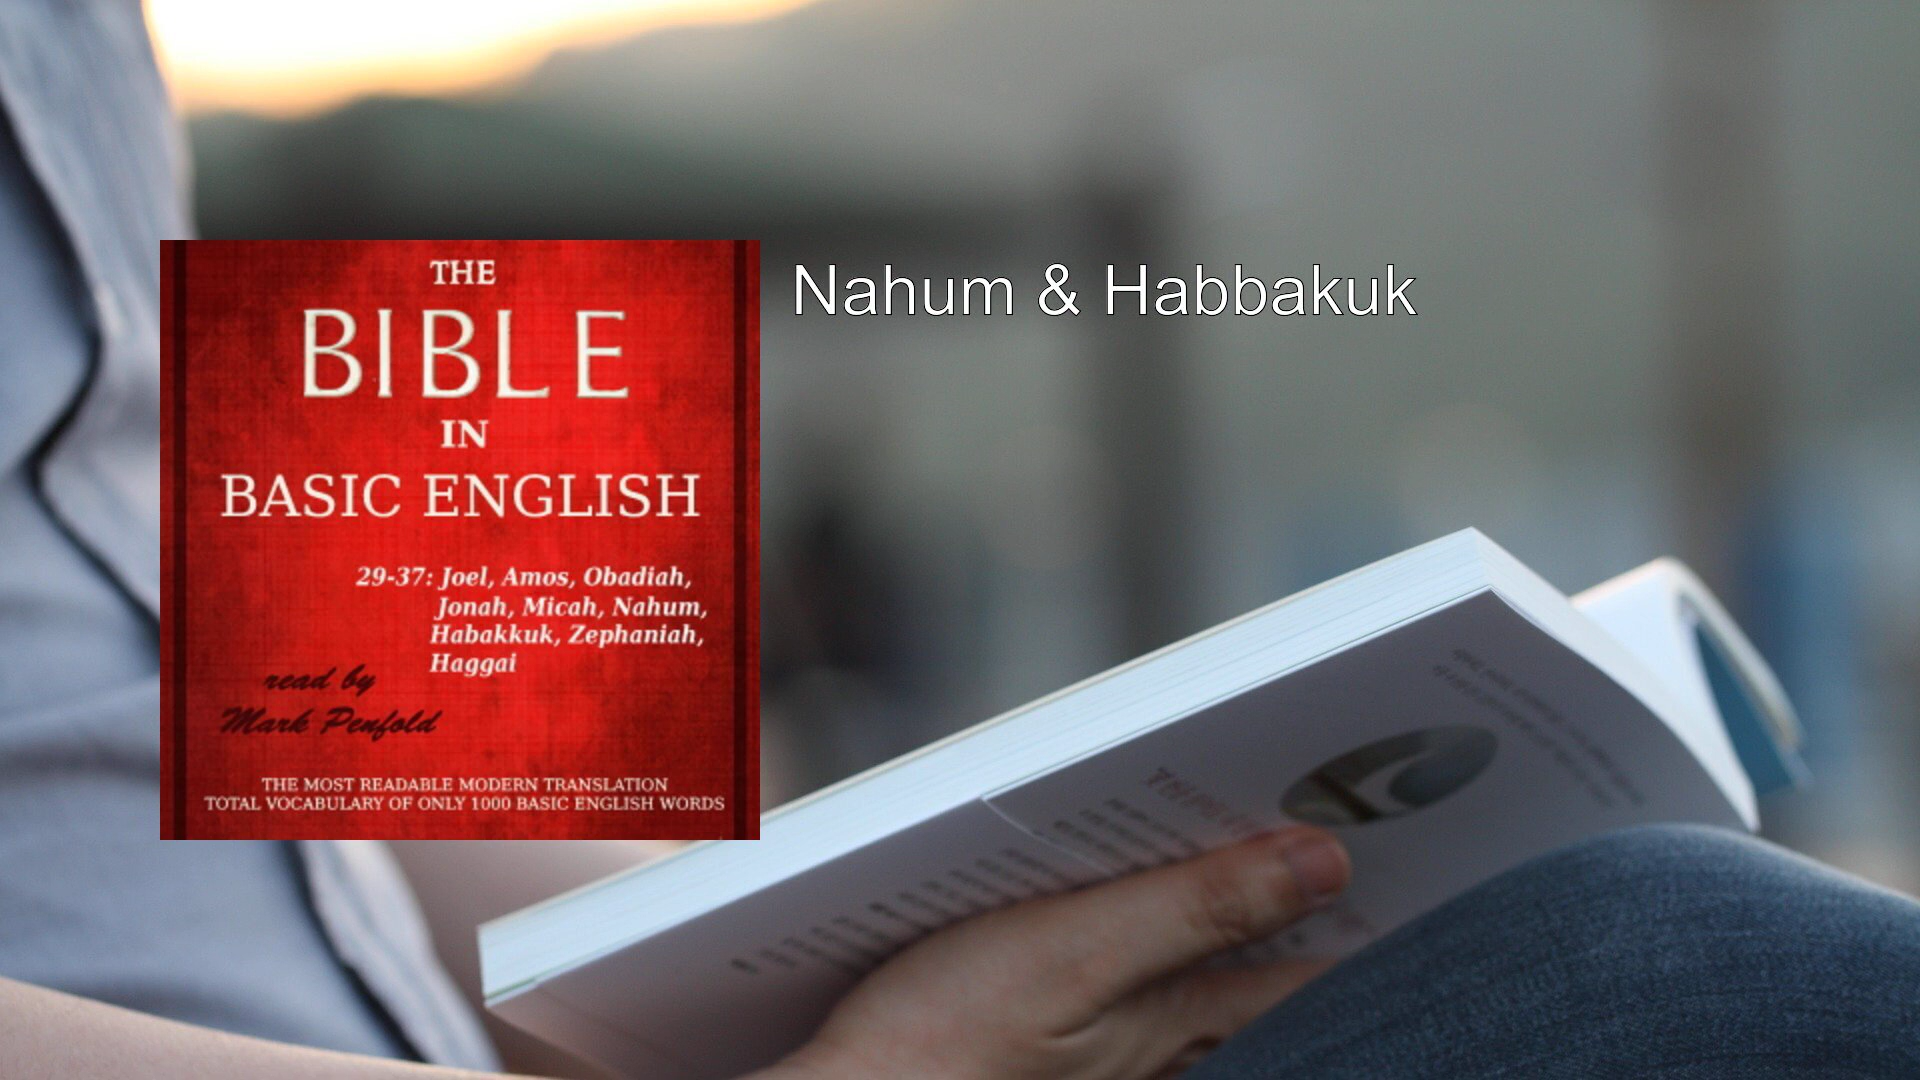 THE
BIBLE
IN
BASIC ENGLISH
29-37: Joel, Amos, Obadiah,
Jonah, Micah, Nahum,
Habakkuk, Zephaniah,
Haggai
read by
Mark Penfold
THE MOST READABLE MODERN TRANSLATION
TOTAL VOCABULARY OF ONLY 1000 BASIC ENGLISH WORDS
Nahum & Habbakuk